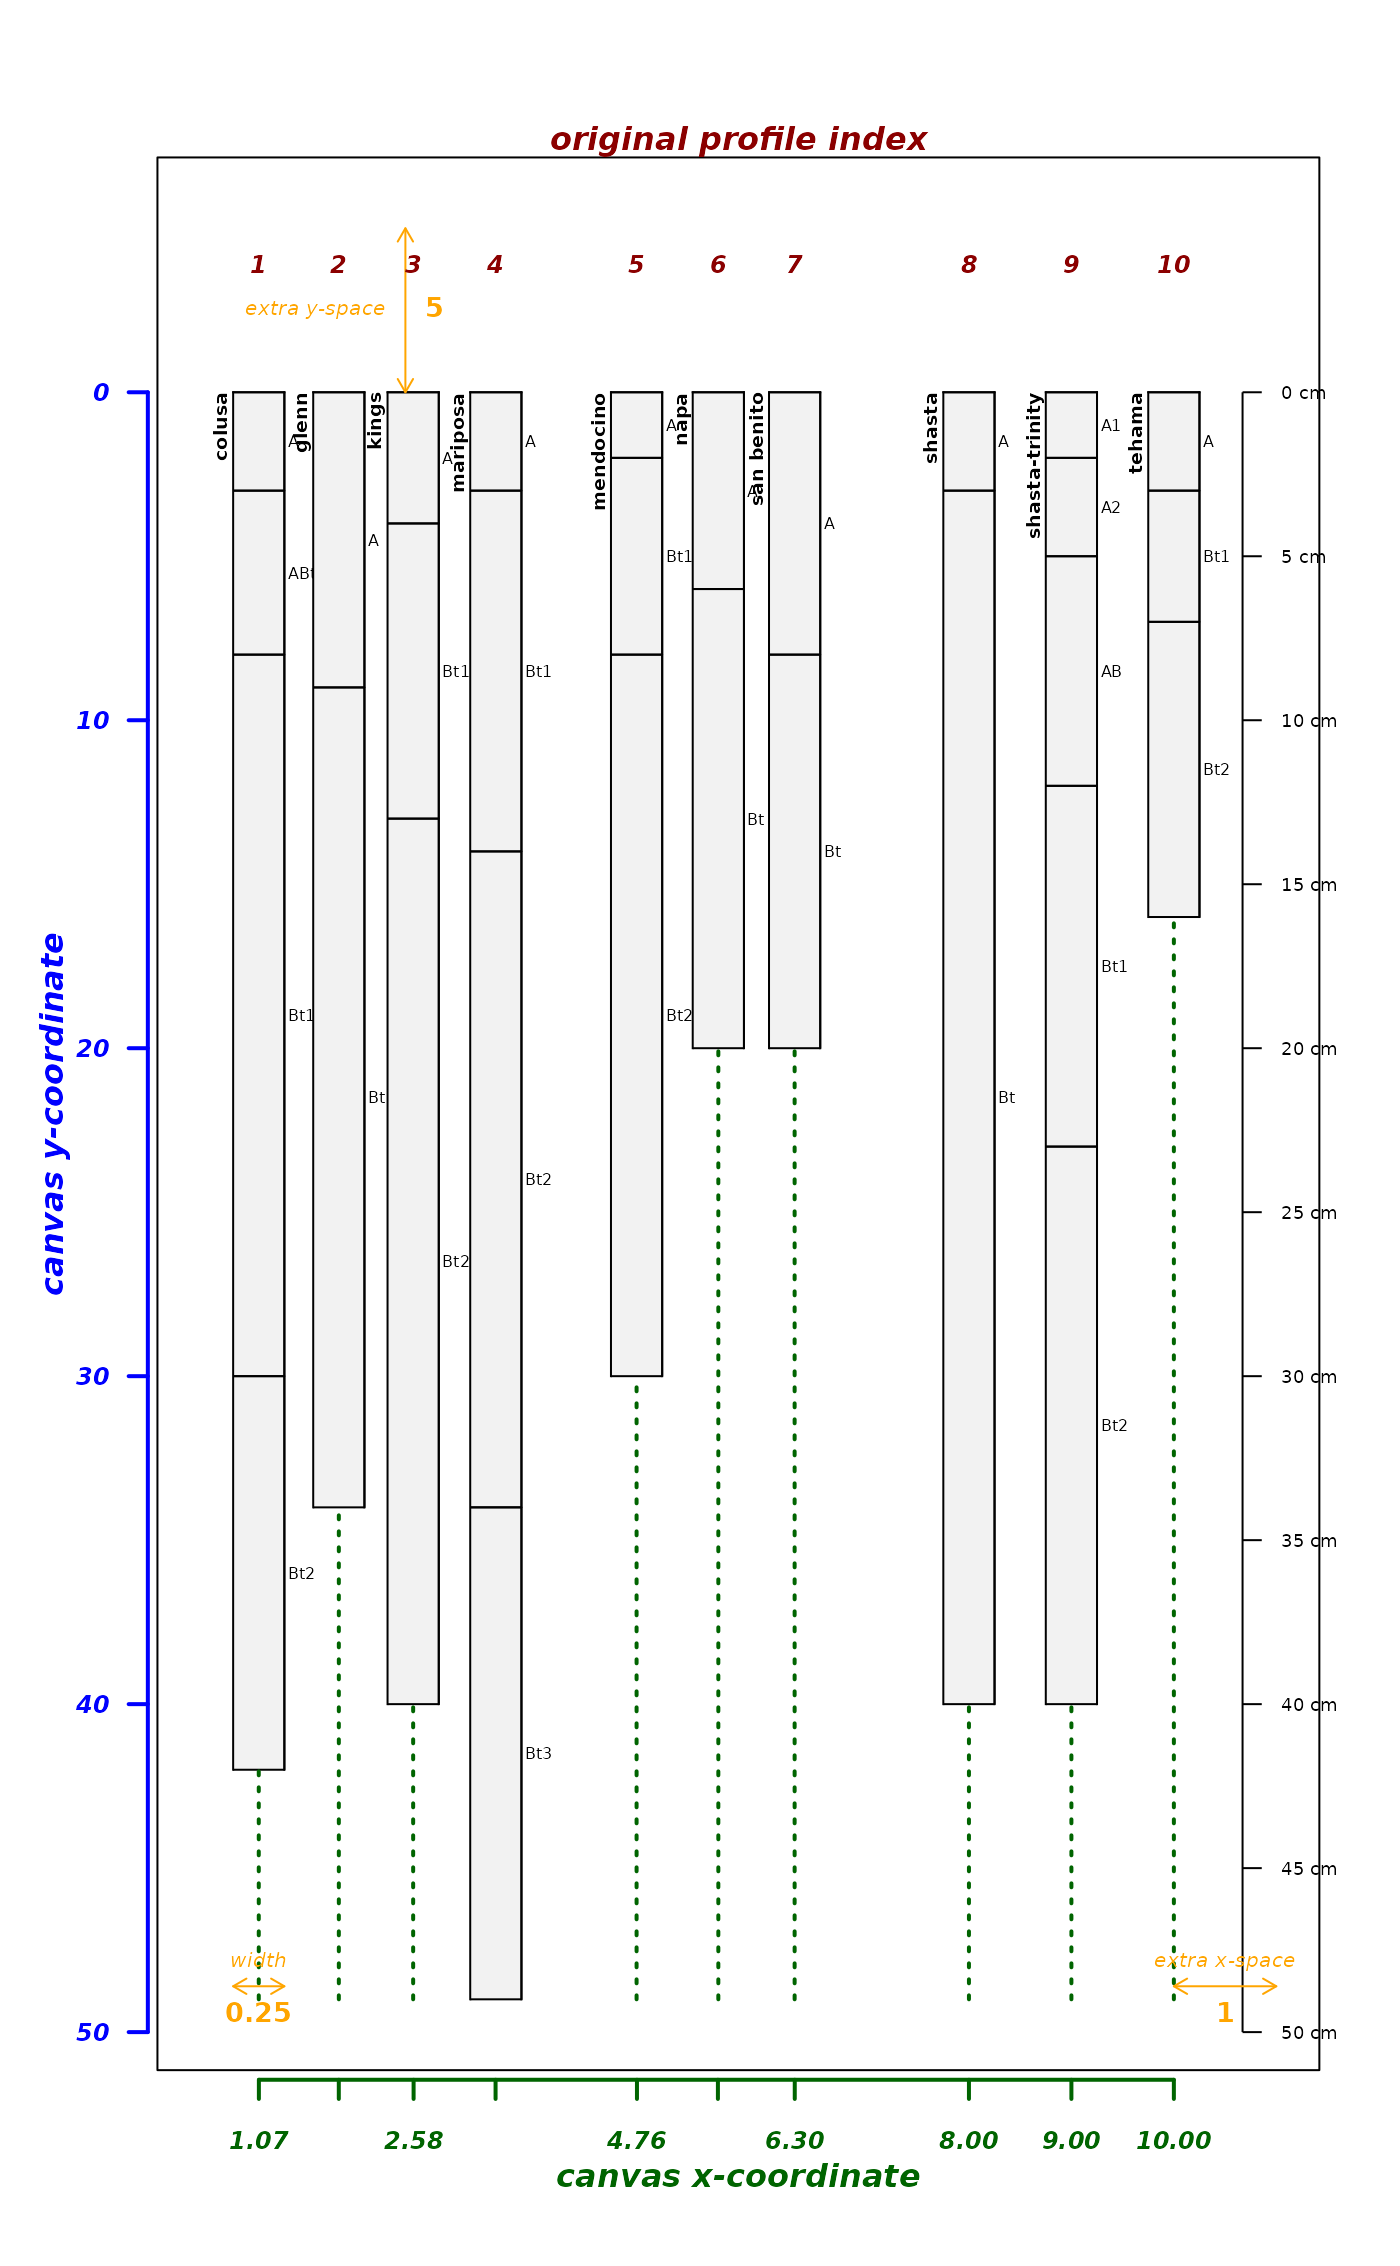 original profile index
1 2 3 4 5 6 7 8 9 10
extra y-space 5
canvas y-coordinate
0
10
20
30
40
50
colusa
A
ABt
Bt1
Bt2
glenn
A
Bt
kings
A
Bt1
Bt2
mariposa
A
Bt1
Bt2
Bt3
mendocino
A
Bt1
Bt2
napa
A
Bt
san benito
A
Bt
shasta
A
Bt
shasta-trinity
A1
A2
AB
Bt1
Bt2
tehama
A
Bt1
Bt2
0 cm
5 cm
10 cm
15 cm
20 cm
25 cm
30 cm
35 cm
40 cm
45 cm
50 cm
width
0.25
extra x-space
1
1.07 2.58 4.76 6.30 8.00 9.00 10.00
canvas x-coordinate